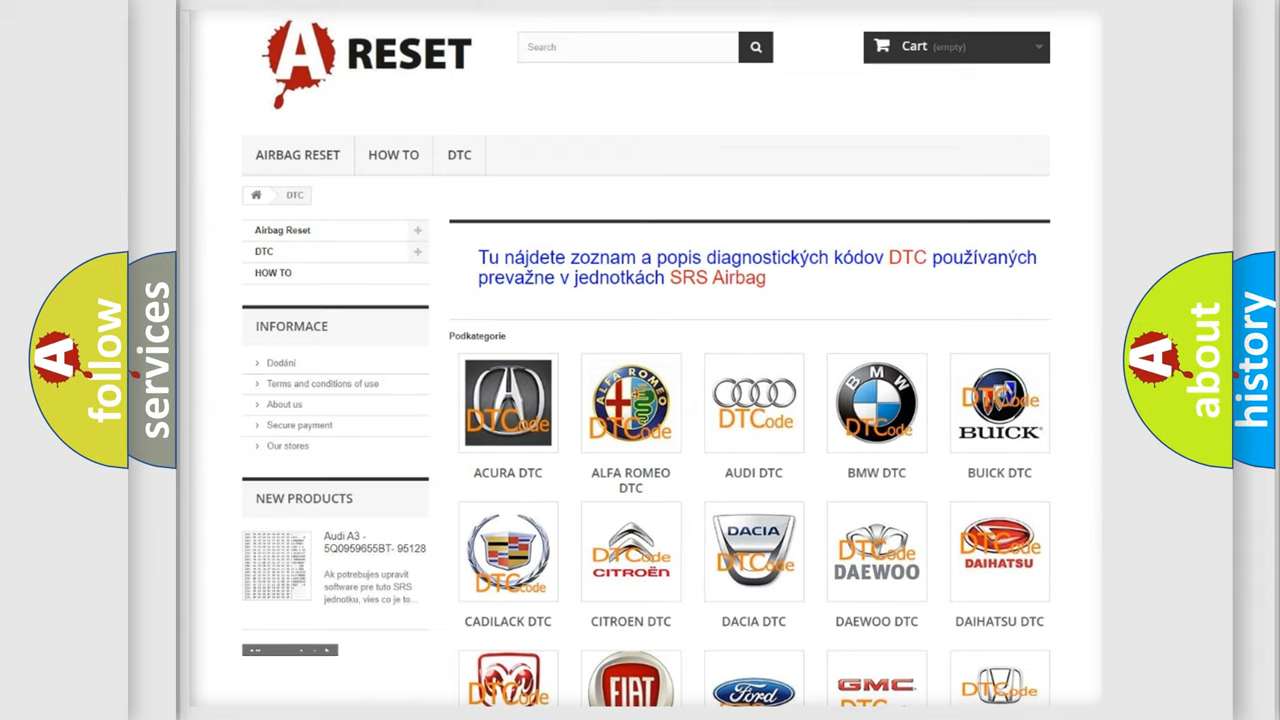 A RESET
Search
Cart (empty)
AIRBAG RESET
HOW TO
DTC
DTC
Airbag Reset
DTC
HOW TO
Tu nájdete zoznam a popis diagnostických kódov DTC používaných
prevažne v jednotkách SRS Airbag
INFORMACE
Dodání
Terms and conditions of use
About us
Secure payment
Our stores
NEW PRODUCTS
Audi A3 -
5Q0959655BT- 95128
Ak potrebujes upravit
software pre tuto SRS
jednotku, vies co je to...
Podkategorie
DTCode
ALFA ROMEO
DTCode
DTCode
BMW
DTCode
DTCode
BUICK
ACURA DTC
ALFA ROMEO
DTC
AUDI DTC
BMW DTC
BUICK DTC
DTCode
DTCode
CITROËN
DACIA
DTCode
DTCode
DAEWOO
DTCode
DAIHATSU
CADILACK DTC
CITROEN DTC
DACIA DTC
DAEWOO DTC
DAIHATSU DTC
DTCode
FIAT
Ford
GMC
DTCode
A follow
services
A about
history